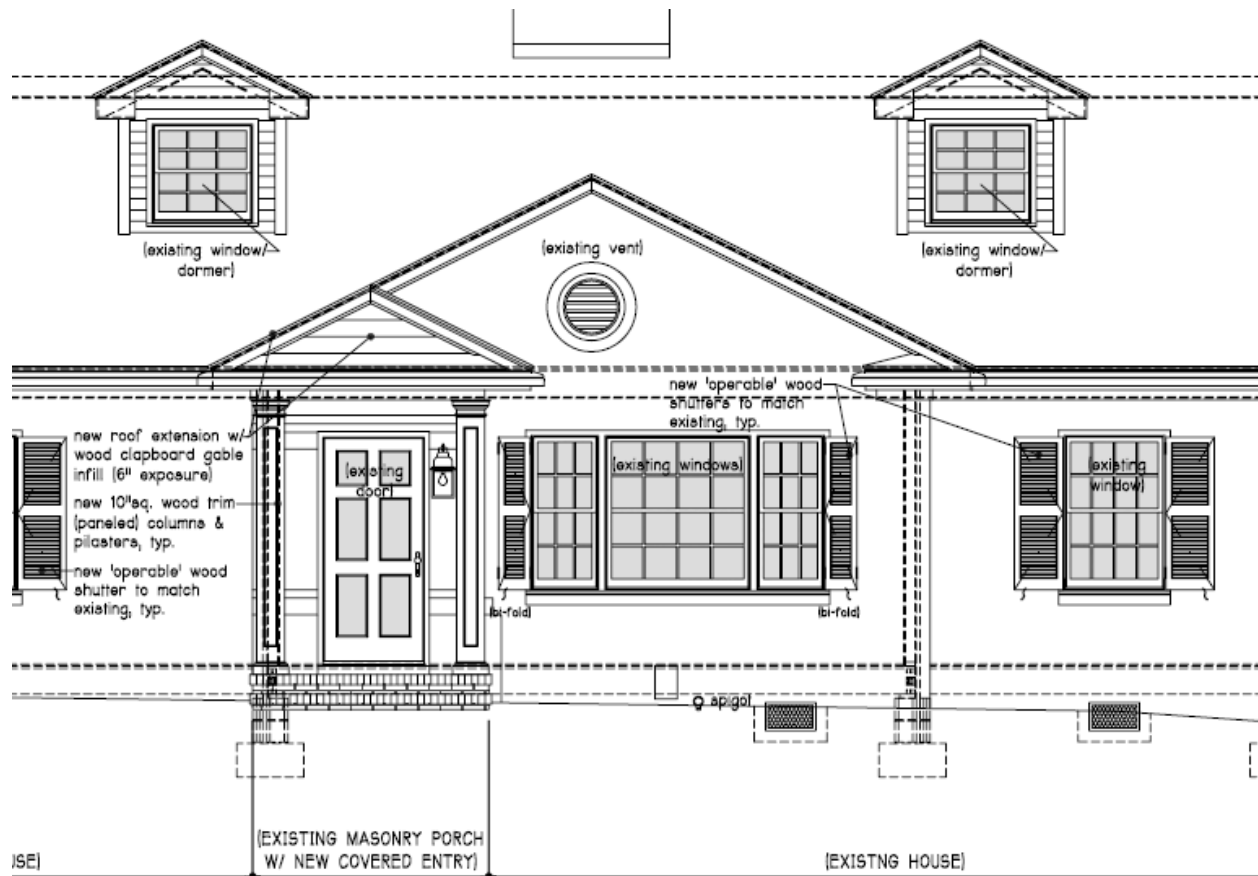 (existing window/
dormer)
(existing window/
dormer)
(existing vent)
new 'operable' wood
shutters to match
existing, typ.
new roof extension w/
wood clapboard gable
infill (6" exposure)
new 10"sq. wood trim
(paneled) columns &
pilasters, typ.
new 'operable' wood
shutter to match
existing, typ.
(existing
door)
(existing windows)
(existing
window)
(bi-fold)
(bi-fold)
spigot
(EXISTING MASONRY PORCH
W/ NEW COVERED ENTRY)
USE)
(EXISTNG HOUSE)